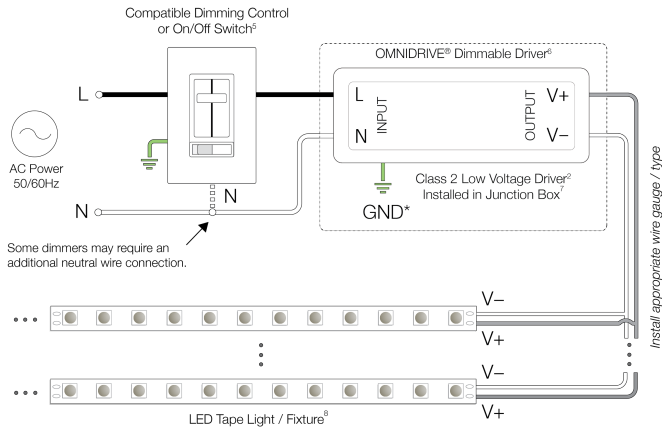 Compatible Dimming Control
or On/Off Switch⁵
OMNIDRIVE® Dimmable Driver⁶
L
L
INPUT
N
OUTPUT
V+
V−
AC Power
50/60Hz
N
N
GND*
Class 2 Low Voltage Driver²
Installed in Junction Box⁷
Some dimmers may require an
additional neutral wire connection.
Install appropriate wire gauge / type
V−
V+
V−
V+
LED Tape Light / Fixture⁸